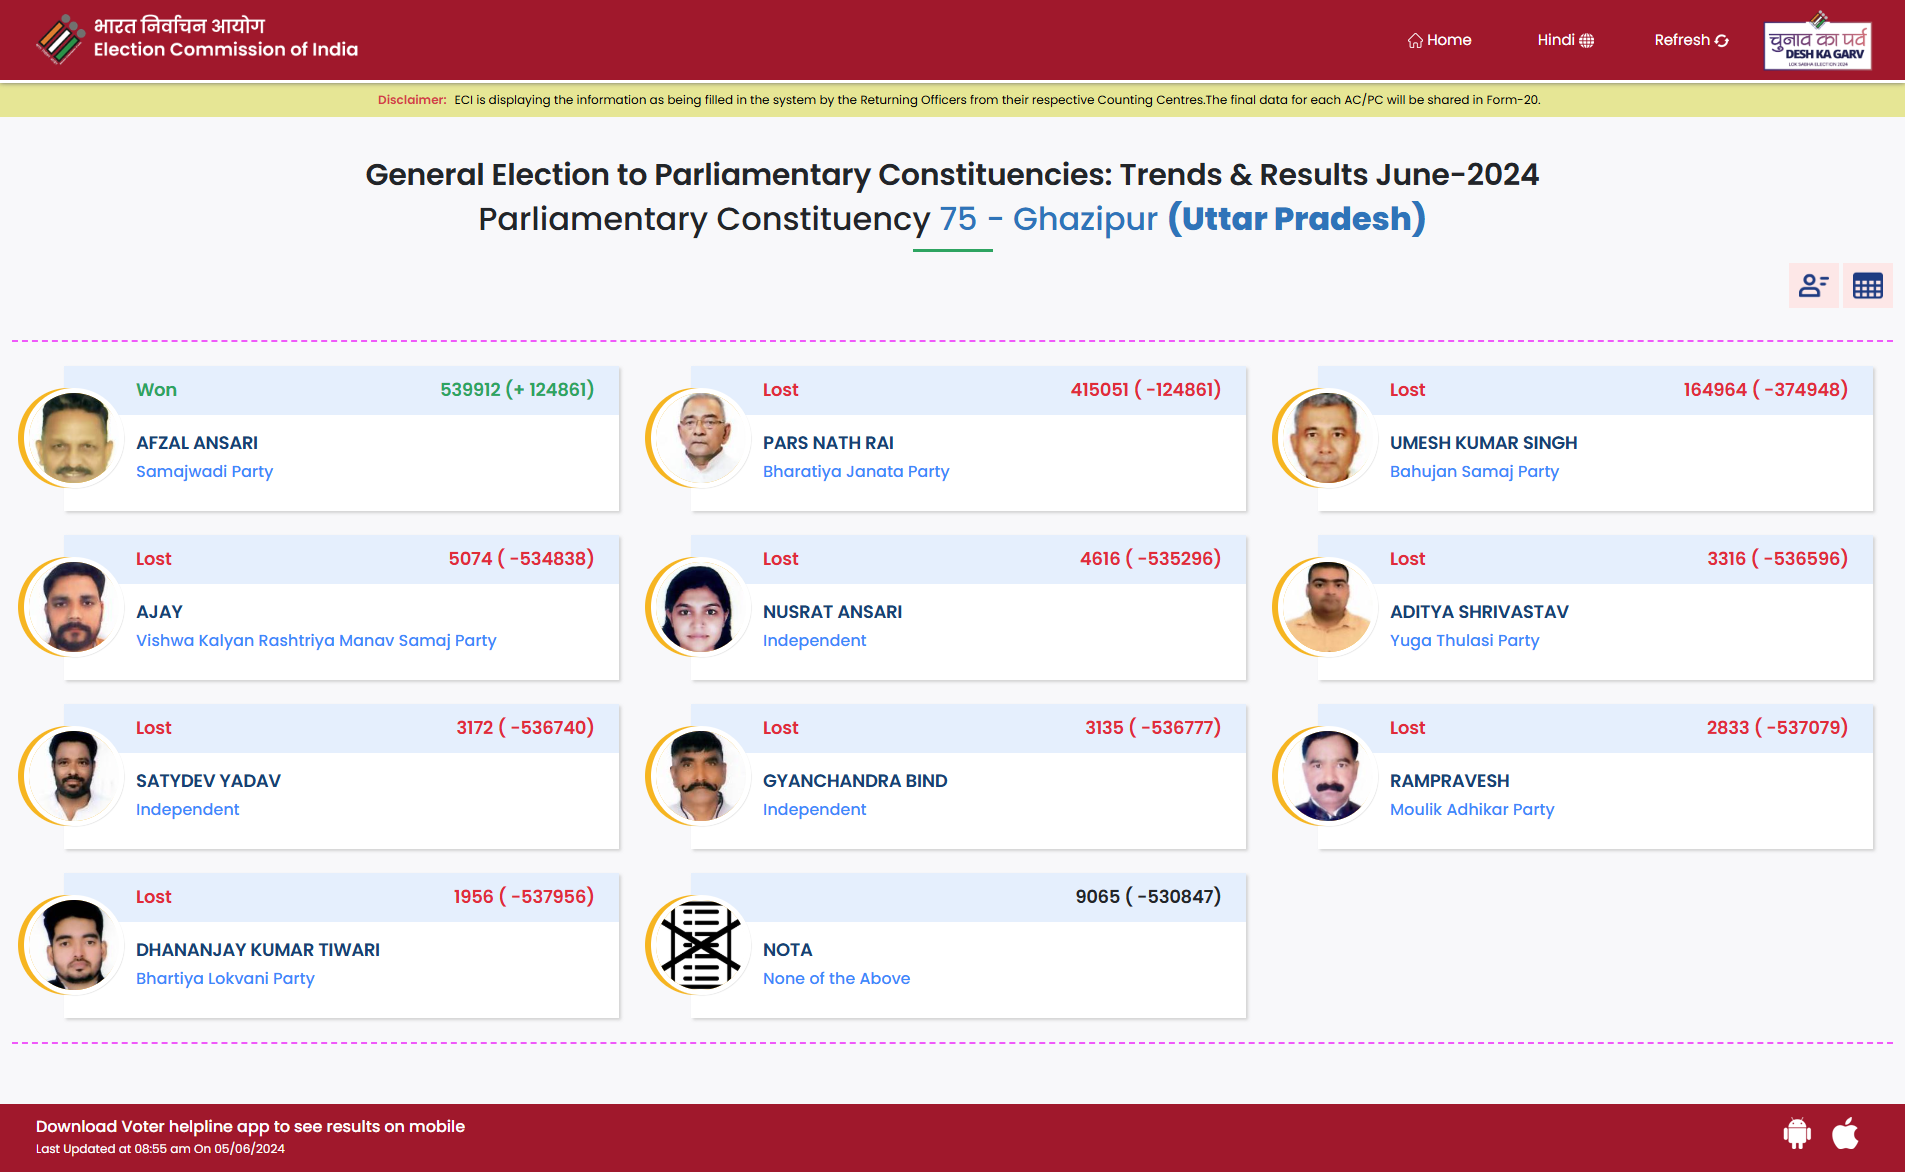 भारत निर्वाचन आयोग
Election Commission of India
Home
Hindi
Refresh
चुनाव का पर्व
DESH KA GARV
LOK SABHA ELECTION 2024
Disclaimer: ECI is displaying the information as being filled in the system by the Returning Officers from their respective Counting Centres.The final data for each AC/PC will be shared in Form-20.
General Election to Parliamentary Constituencies: Trends & Results June-2024
Parliamentary Constituency 75 - Ghazipur (Uttar Pradesh)
Won 539912 (+ 124861)
AFZAL ANSARI
Samajwadi Party
Lost 415051 ( -124861)
PARS NATH RAI
Bharatiya Janata Party
Lost 164964 ( -374948)
UMESH KUMAR SINGH
Bahujan Samaj Party
Lost 5074 ( -534838)
AJAY
Vishwa Kalyan Rashtriya Manav Samaj Party
Lost 4616 ( -535296)
NUSRAT ANSARI
Independent
Lost 3316 ( -536596)
ADITYA SHRIVASTAV
Yuga Thulasi Party
Lost 3172 ( -536740)
SATYDEV YADAV
Independent
Lost 3135 ( -536777)
GYANCHANDRA BIND
Independent
Lost 2833 ( -537079)
RAMPRAVESH
Moulik Adhikar Party
Lost 1956 ( -537956)
DHANANJAY KUMAR TIWARI
Bhartiya Lokvani Party
9065 ( -530847)
NOTA
None of the Above
Download Voter helpline app to see results on mobile
Last Updated at 08:55 am On 05/06/2024